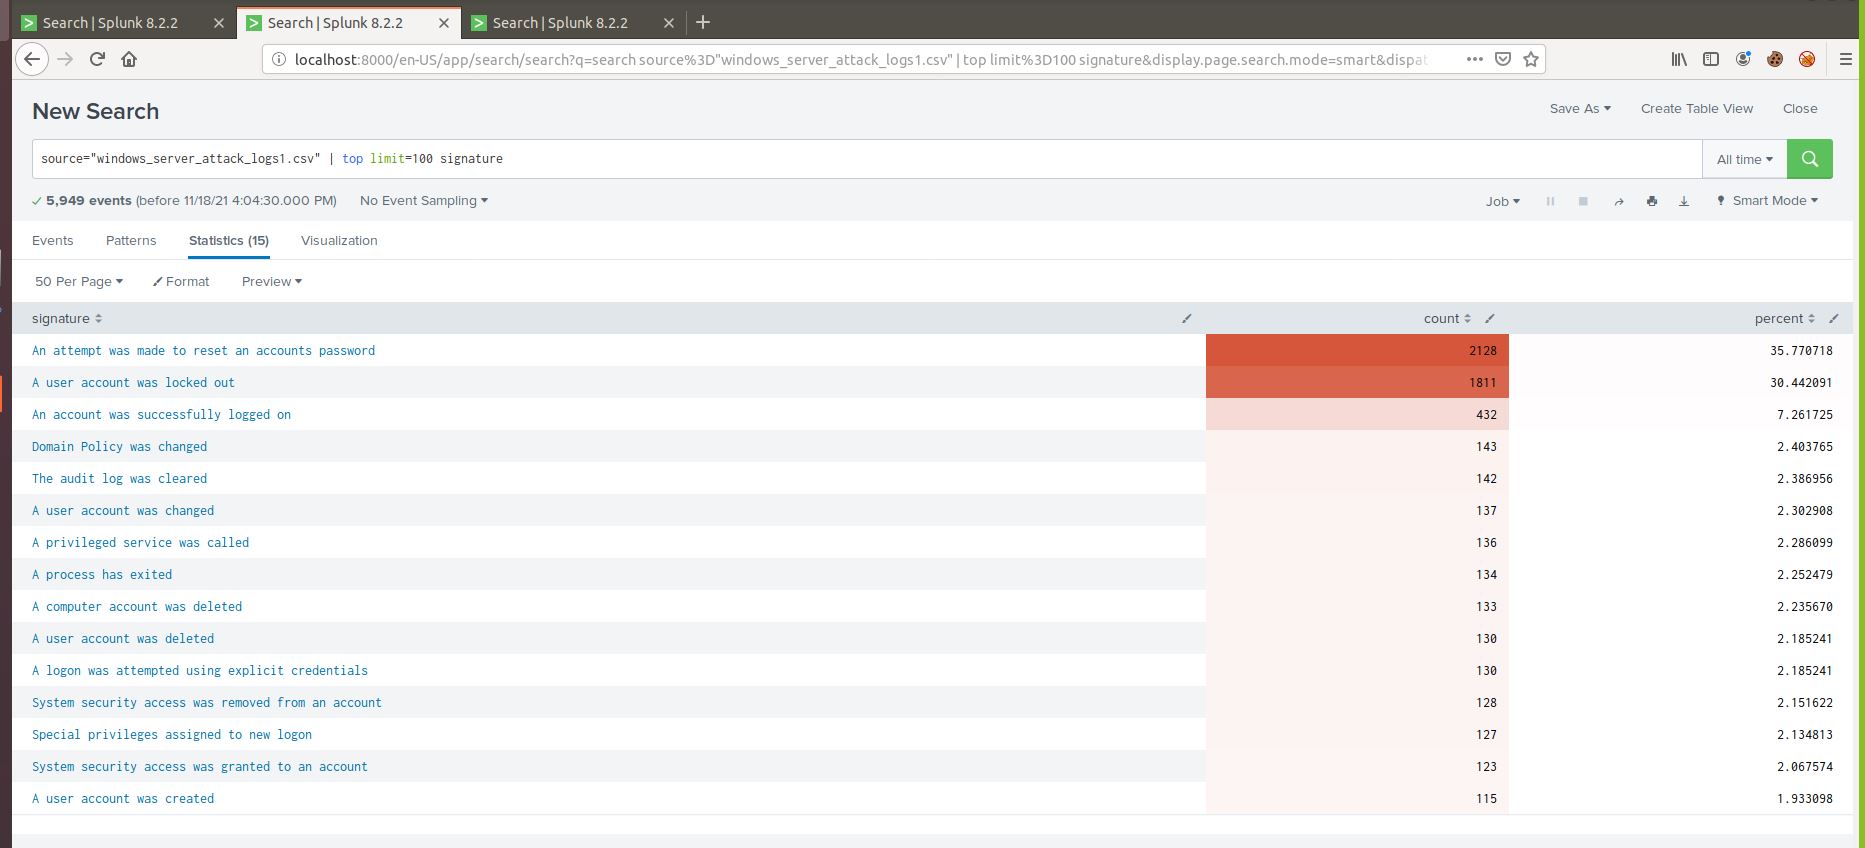 Search | Splunk 8.2.2
Search | Splunk 8.2.2
Search | Splunk 8.2.2
localhost:8000/en-US/app/search/search?q=search source%3D"windows_server_attack_logs1.csv" | top limit%3D100 signature&display.page.search.mode=smart&dispat
New Search
Save As
Create Table View
Close
source="windows_server_attack_logs1.csv" | top limit=100 signature
All time
5,949 events (before 11/18/21 4:04:30.000 PM)
No Event Sampling
Job
Smart Mode
Events
Patterns
Statistics (15)
Visualization
50 Per Page
Format
Preview
signature count percent
An attempt was made to reset an accounts password 2128 35.770718
A user account was locked out 1811 30.442091
An account was successfully logged on 432 7.261725
Domain Policy was changed 143 2.403765
The audit log was cleared 142 2.386956
A user account was changed 137 2.302908
A privileged service was called 136 2.286099
A process has exited 134 2.252479
A computer account was deleted 133 2.235670
A user account was deleted 130 2.185241
A logon was attempted using explicit credentials 130 2.185241
System security access was removed from an account 128 2.151622
Special privileges assigned to new logon 127 2.134813
System security access was granted to an account 123 2.067574
A user account was created 115 1.933098